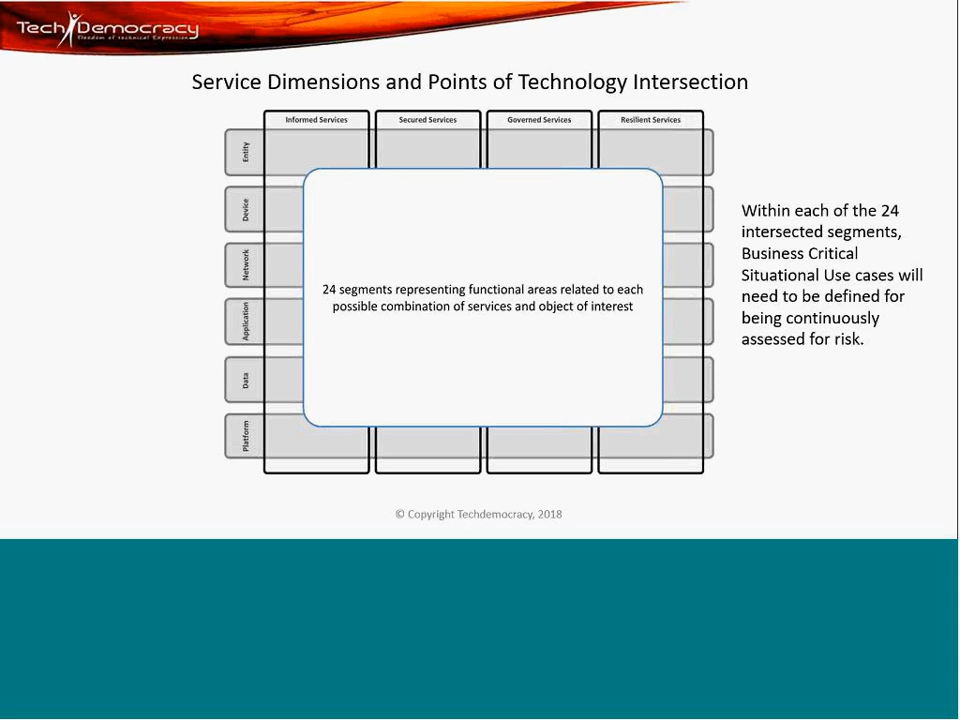 Tech Democracy
Freedom of technical Expression
Service Dimensions and Points of Technology Intersection
Informed Services
Secured Services
Governed Services
Resilient Services
Entity
Device
Network
Application
Data
Platform
24 segments representing functional areas related to each
possible combination of services and object of interest
Within each of the 24
intersected segments,
Business Critical
Situational Use cases will
need to be defined for
being continuously
assessed for risk.
© Copyright Techdemocracy, 2018